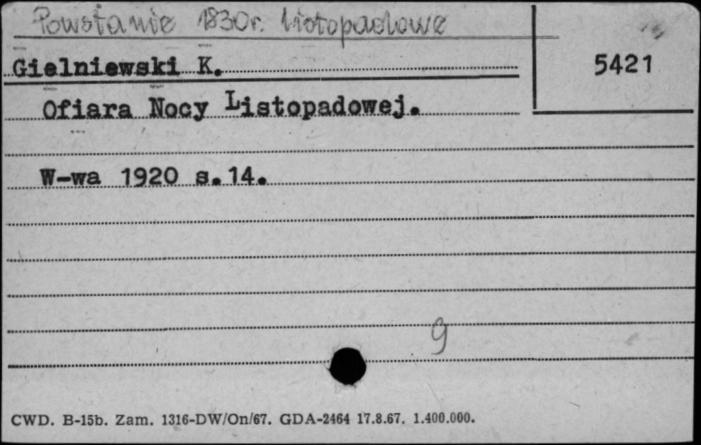 Powstanie 1830r. listopadowe
Gielniewski K.
5421
Ofiara Nocy Listopadowej.
W-wa 1920 s.14.
9
CWD. B-15b. Zam. 1316-DW/On/67. GDA-2464 17.8.67. 1.400.000.